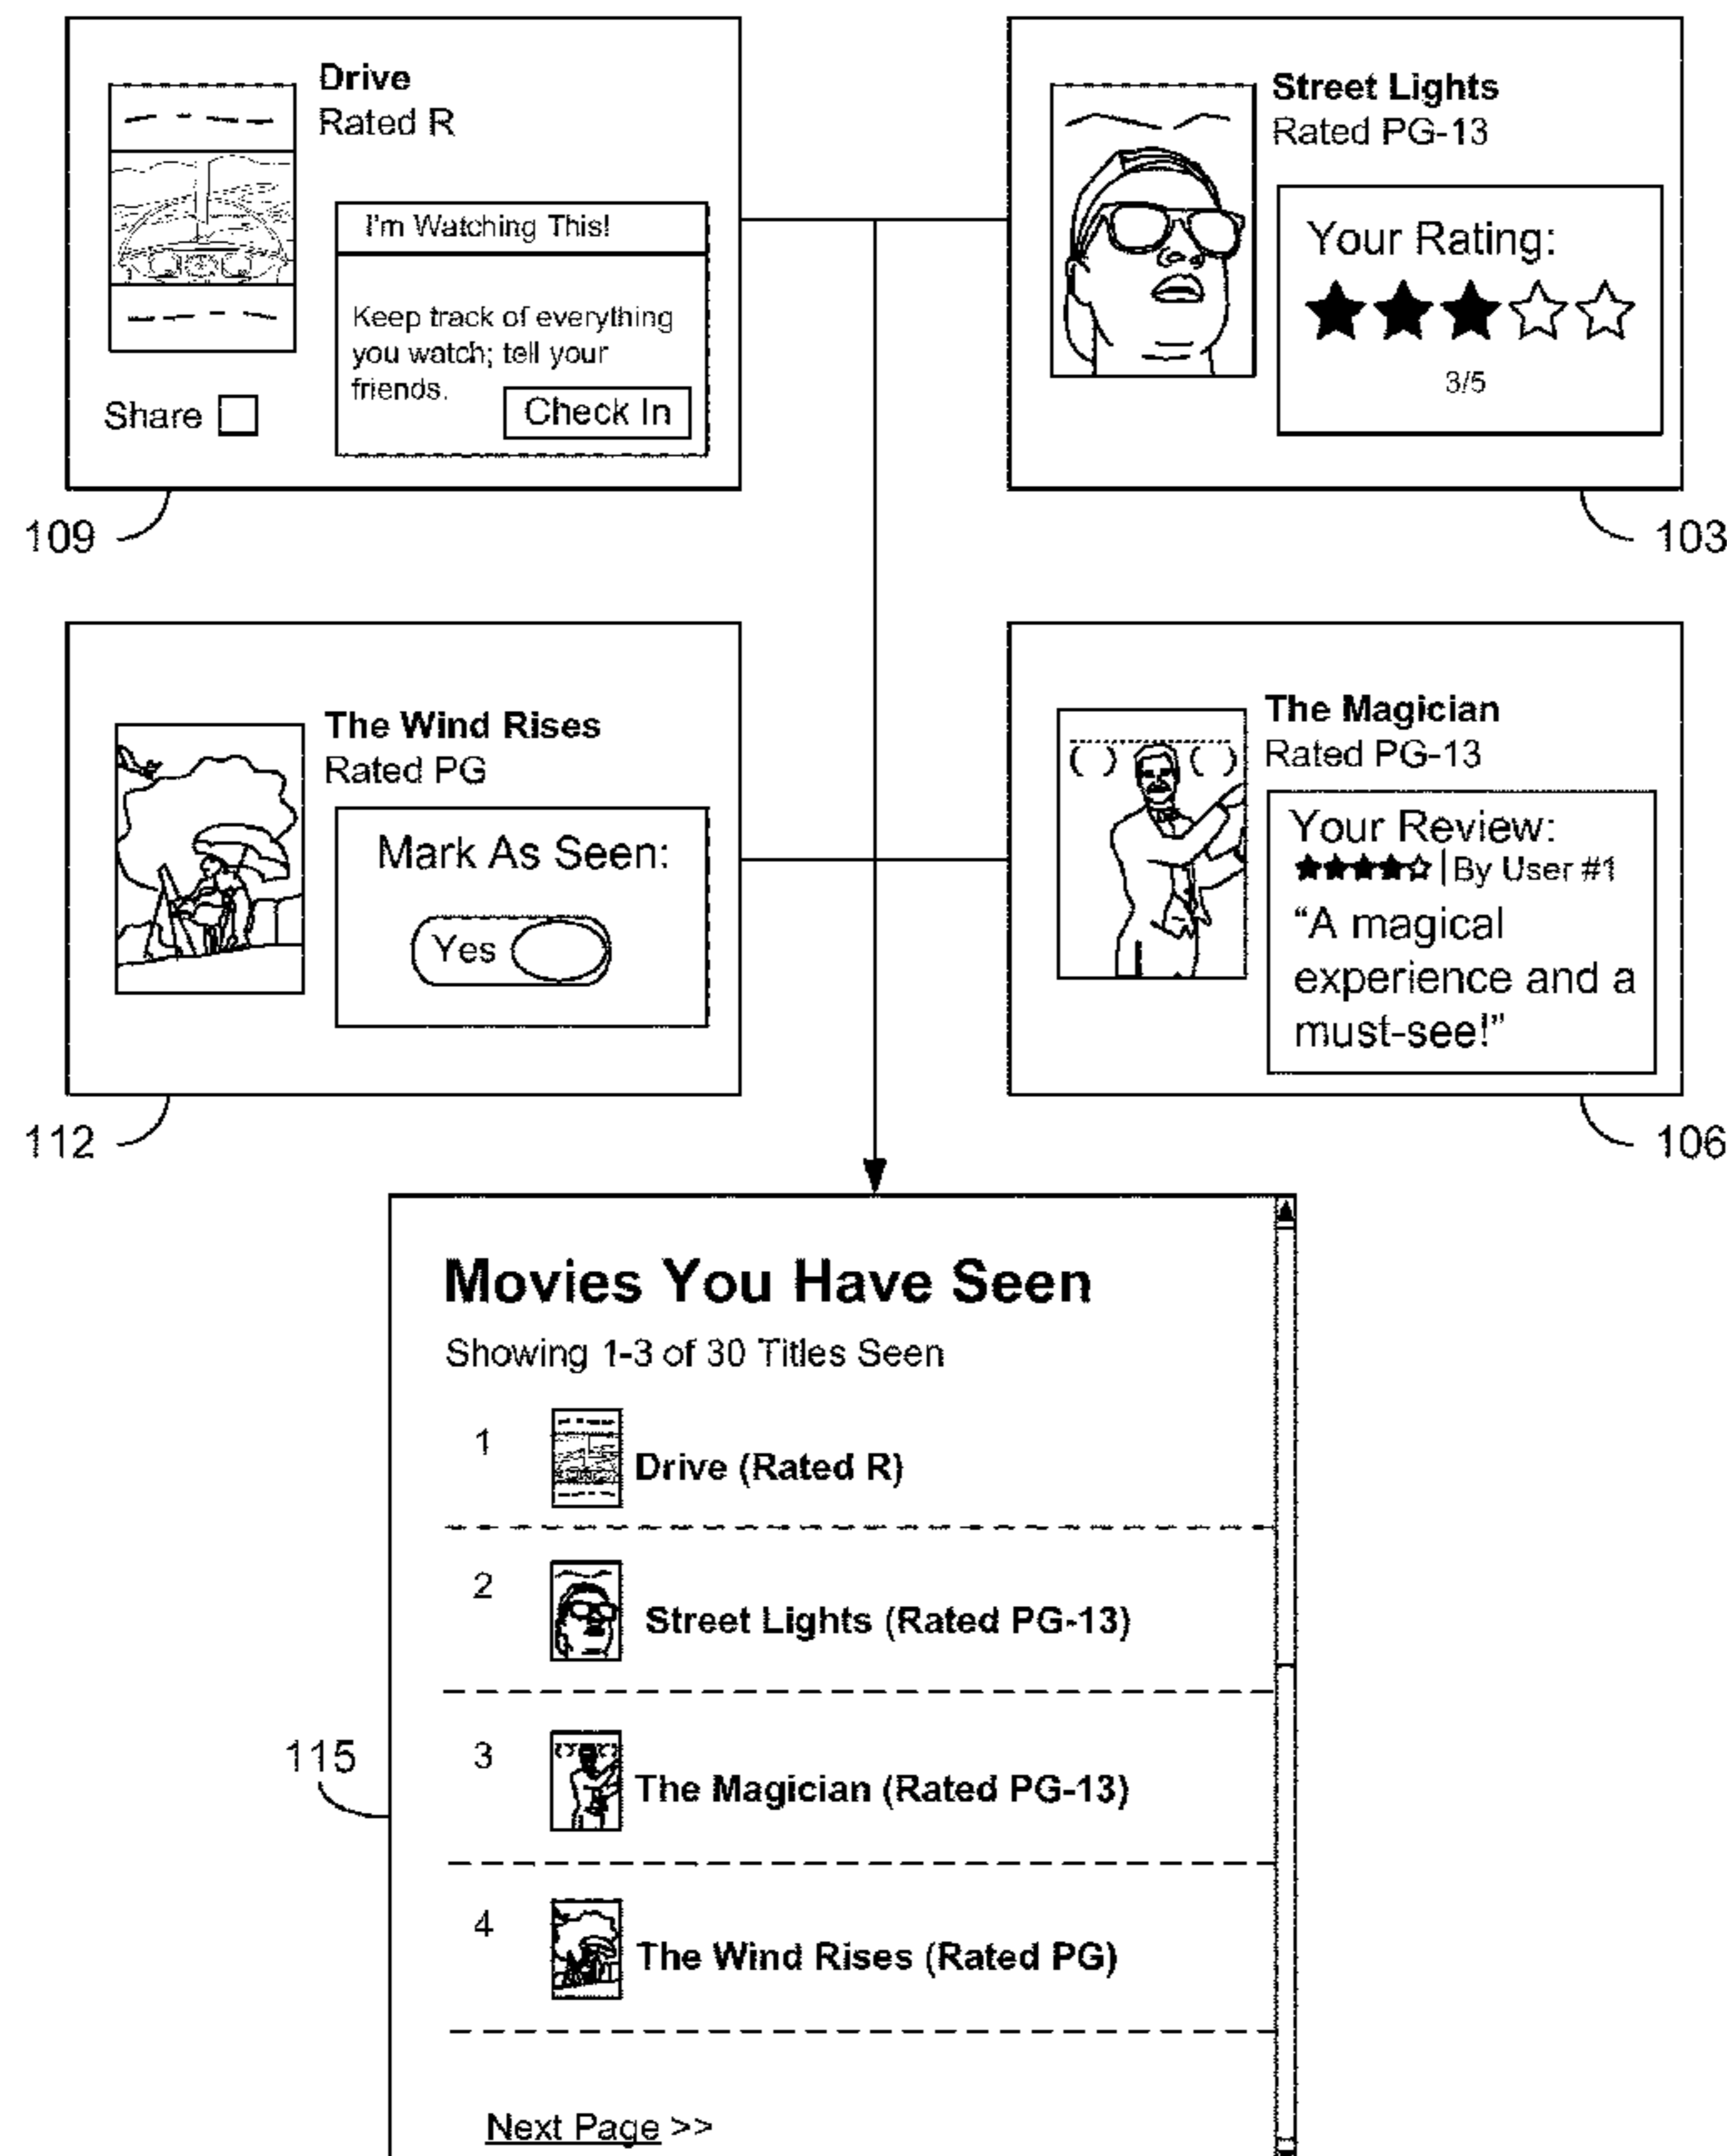 Drive
Rated R
I'm Watching This!
Keep track of everything
you watch; tell your
friends.
Check In
Share
109
Street Lights
Rated PG-13
Your Rating:
3/5
103
The Wind Rises
Rated PG
Mark As Seen:
Yes
112
The Magician
Rated PG-13
Your Review:
|By User #1
“A magical
experience and a
must-see!”
106
Movies You Have Seen
Showing 1-3 of 30 Titles Seen
1
Drive (Rated R)
2
Street Lights (Rated PG-13)
3
The Magician (Rated PG-13)
4
The Wind Rises (Rated PG)
Next Page >>
115